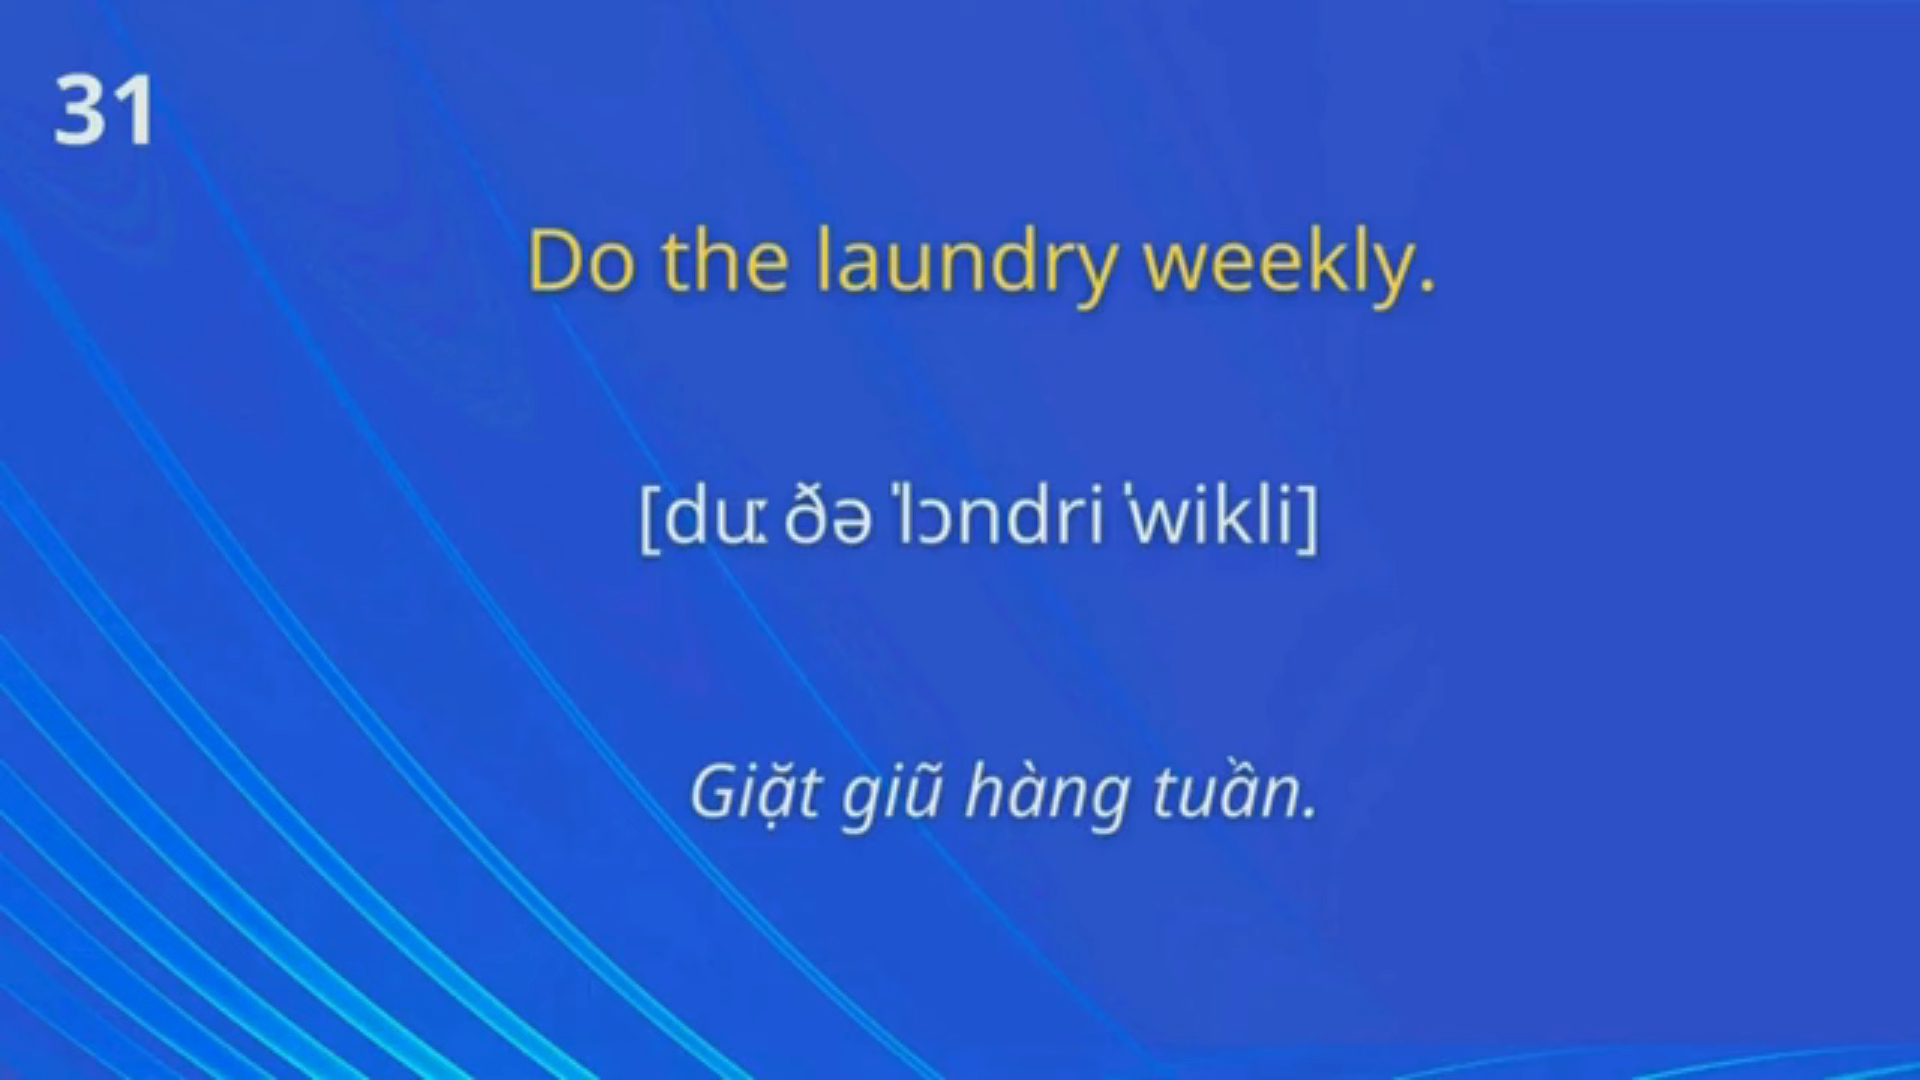 31
Do the laundry weekly.
[duː ðə ˈlɔndri ˈwikli]
Giặt giũ hàng tuần.